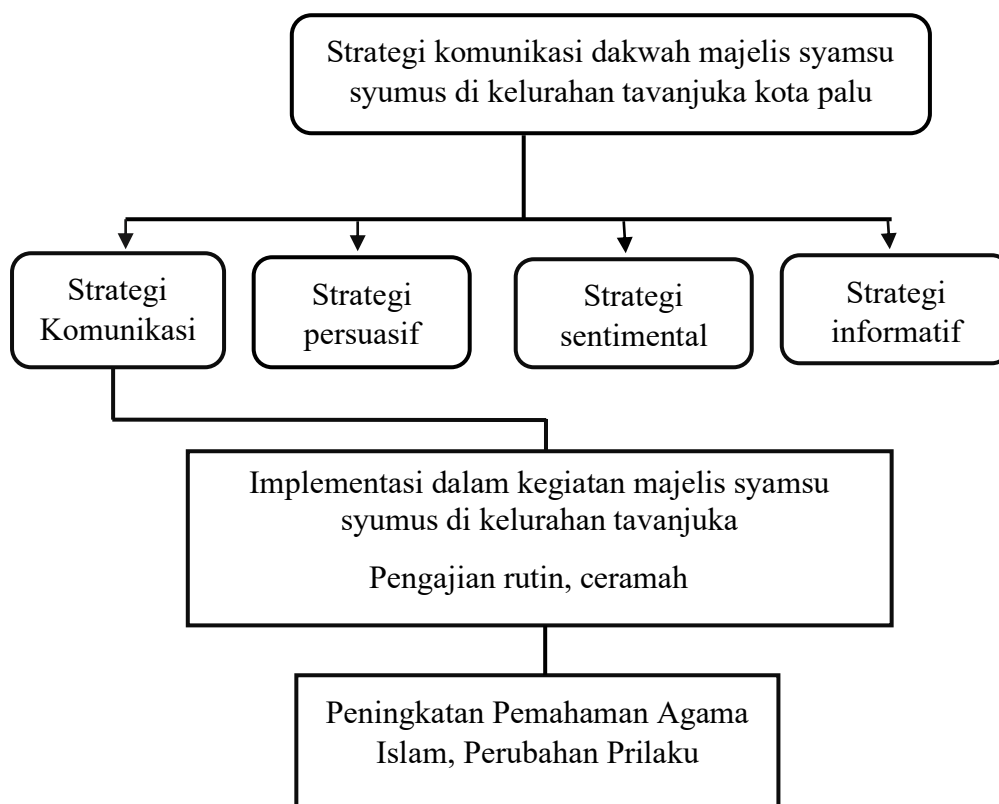 Strategi komunikasi dakwah majelis syamsu
syumus di kelurahan tavanjuka kota palu
Strategi
Komunikasi
Strategi
persuasif
Strategi
sentimental
Strategi
informatif
Implementasi dalam kegiatan majelis syamsu
syumus di kelurahan tavanjuka
Pengajian rutin, ceramah
Peningkatan Pemahaman Agama
Islam, Perubahan Prilaku